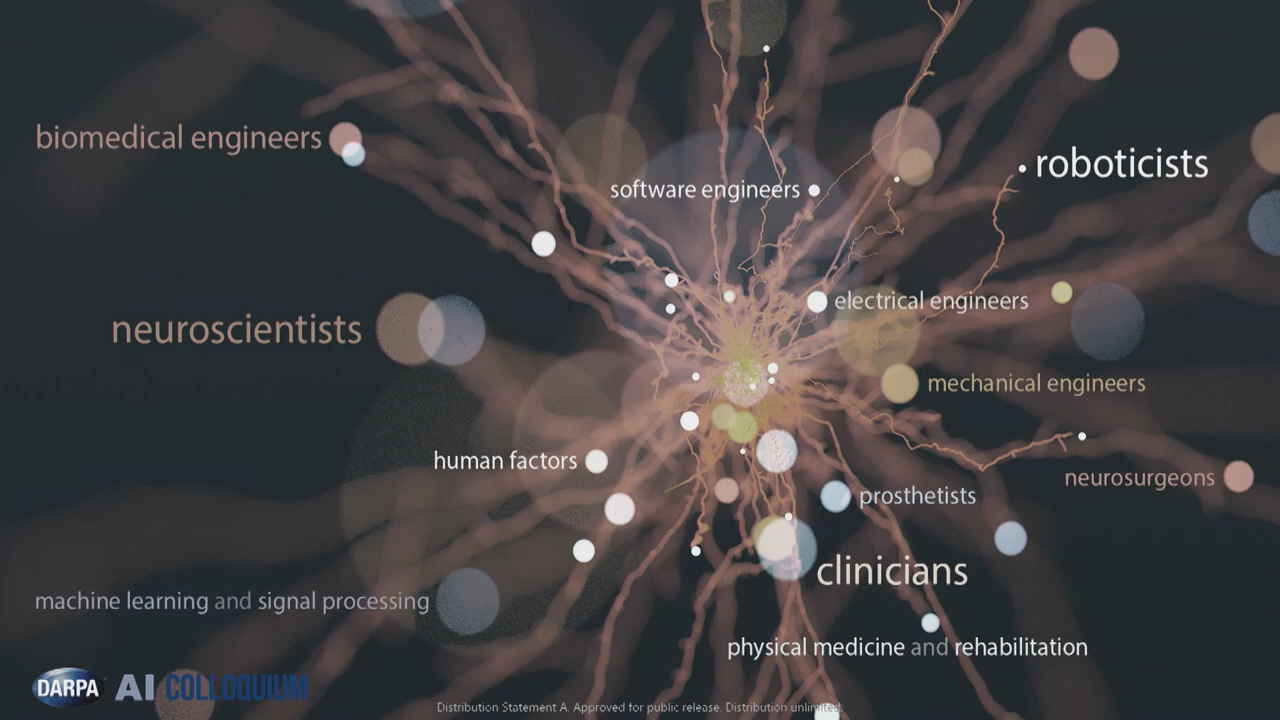 biomedical engineers
roboticists
software engineers
electrical engineers
neuroscientists
mechanical engineers
human factors
neurosurgeons
prosthetists
clinicians
machine learning and signal processing
physical medicine and rehabilitation
DARPA AI COLLOQUIUM
Distribution Statement A. Approved for public release. Distribution unlimited.